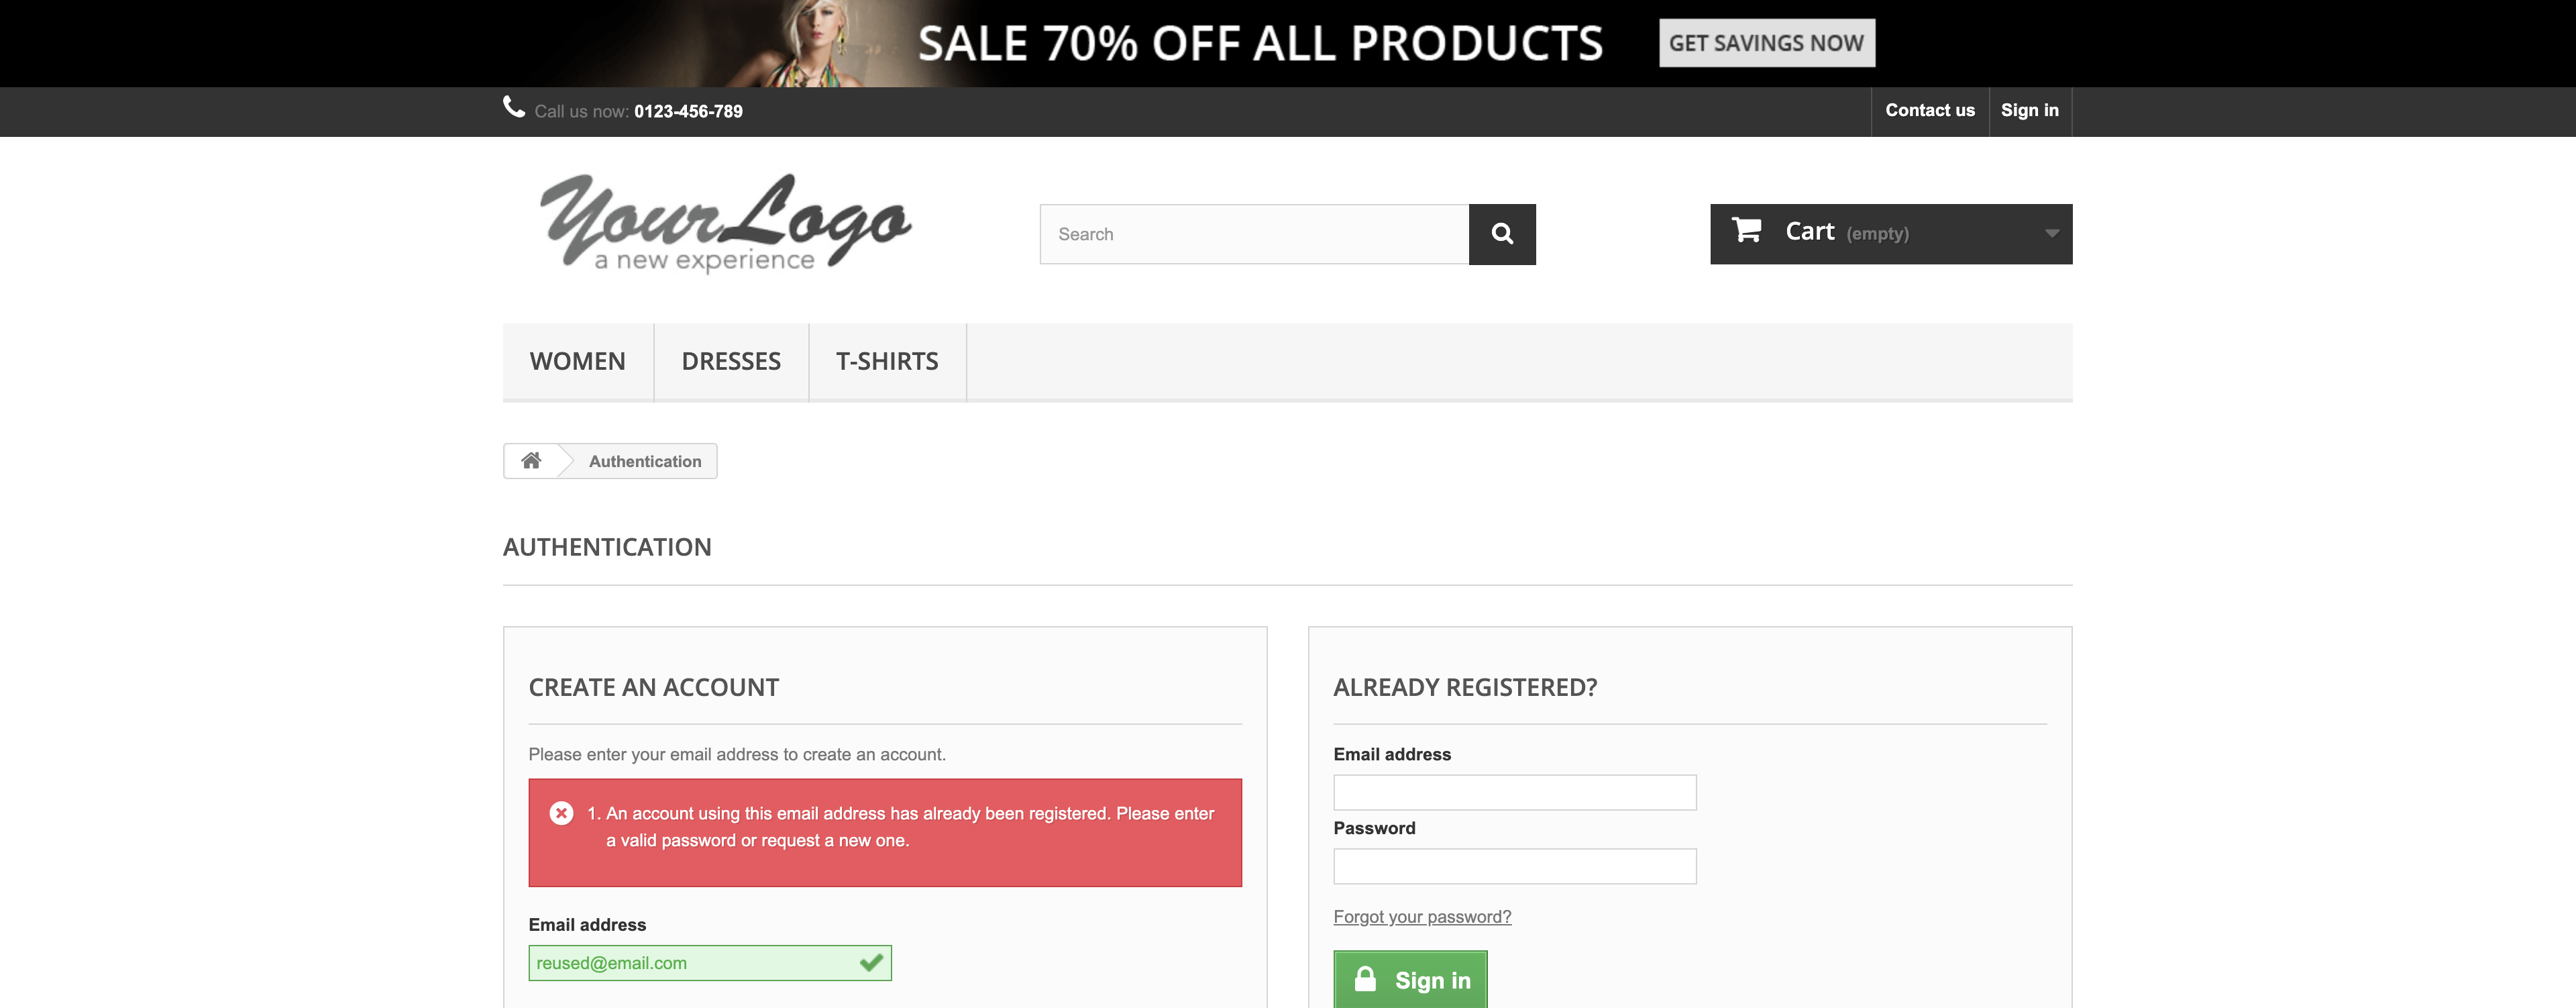 SALE 70% OFF ALL PRODUCTS GET SAVINGS NOW
Call us now: 0123-456-789
Contact us
Sign in
YourLogo
a new experience
Search
Cart (empty)
WOMEN
DRESSES
T-SHIRTS
Authentication
AUTHENTICATION
CREATE AN ACCOUNT
Please enter your email address to create an account.
1. An account using this email address has already been registered. Please enter
a valid password or request a new one.
Email address
reused@email.com
ALREADY REGISTERED?
Email address
Password
Forgot your password?
Sign in